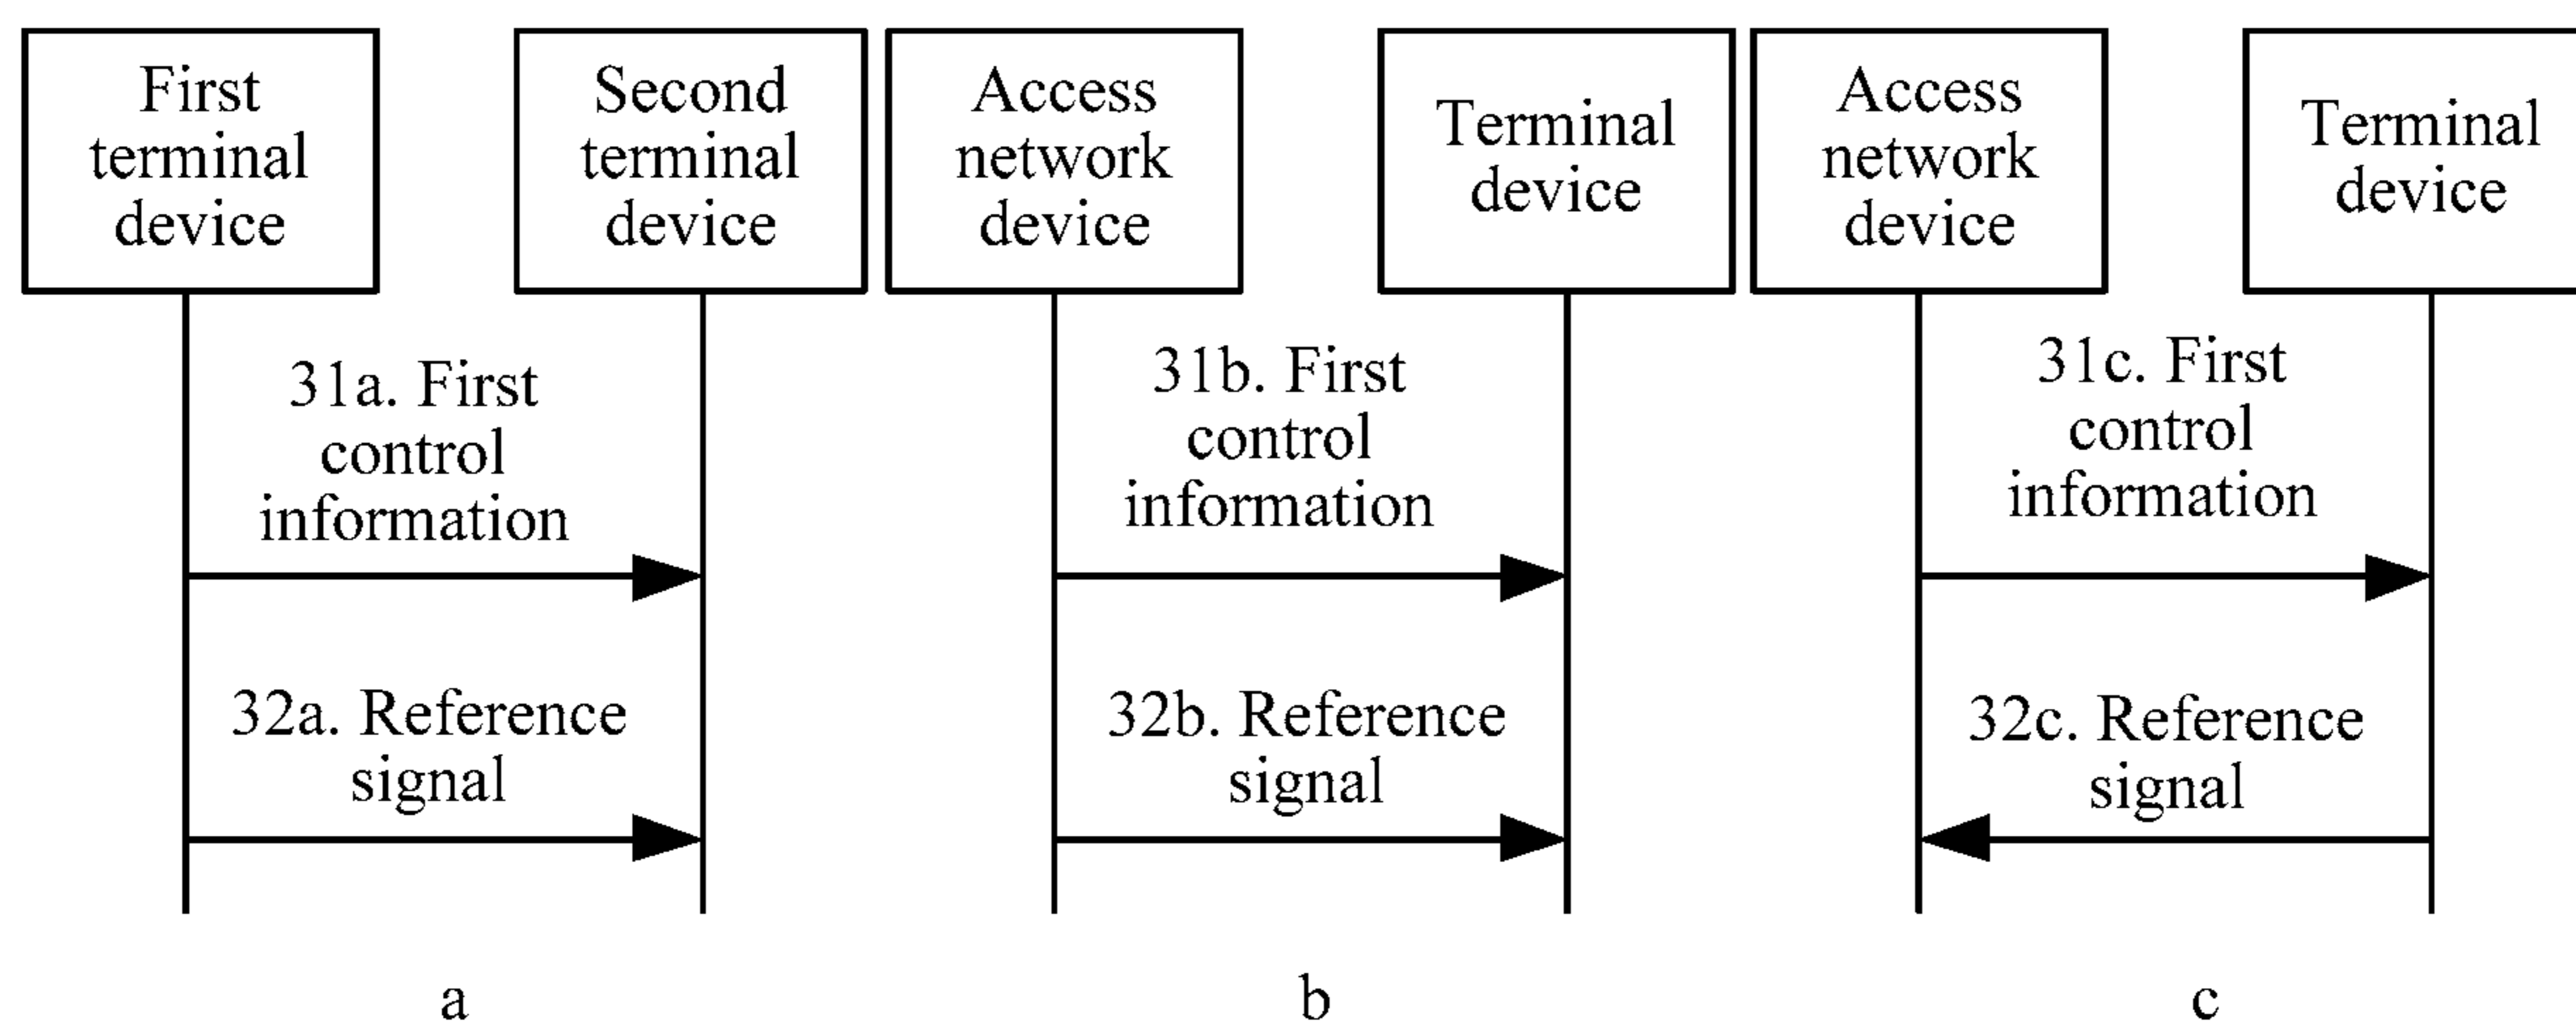 First
terminal
device
Second
terminal
device
Access
network
device
Terminal
device
Access
network
device
Terminal
device
31a. First
control
information
32a. Reference
signal
31b. First
control
information
32b. Reference
signal
31c. First
control
information
32c. Reference
signal
a
b
c